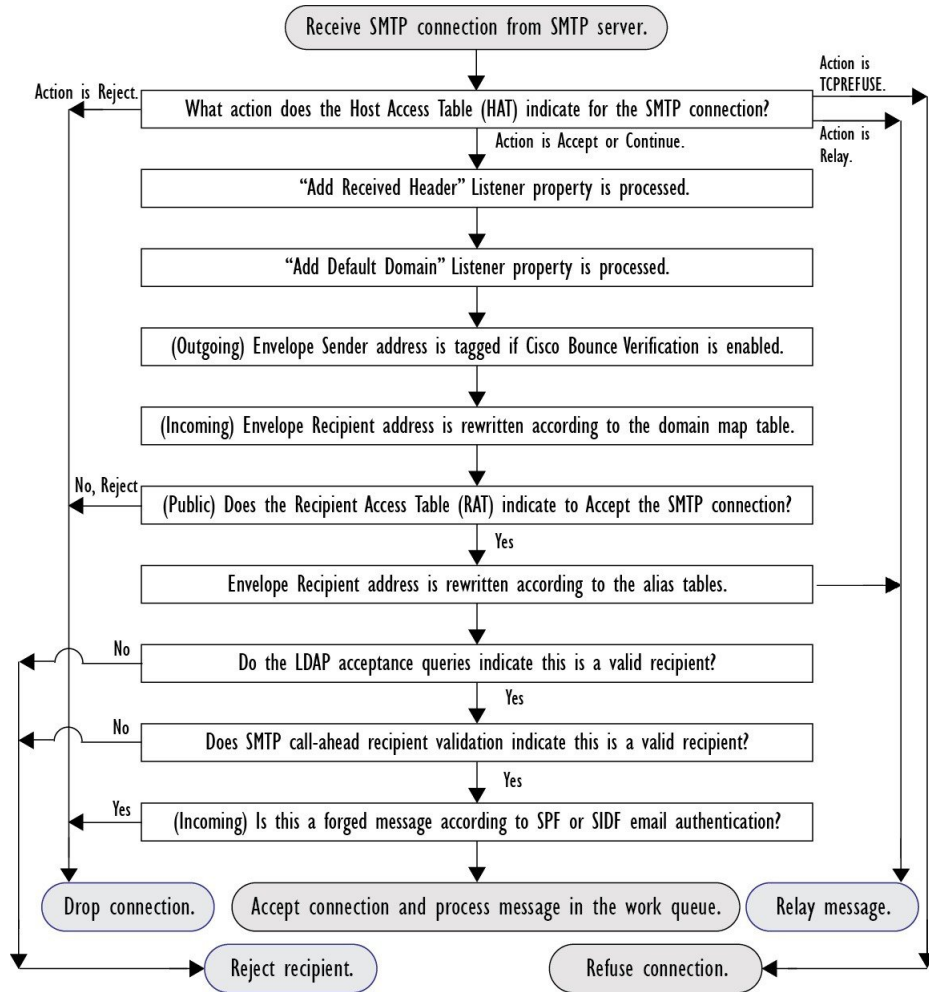 Receive SMTP connection from SMTP server.
Action is Reject.
Action is
TCPREFUSE.
What action does the Host Access Table (HAT) indicate for the SMTP connection?
Action is Accept or Continue.
Action is
Relay.
“Add Received Header” Listener property is processed.
“Add Default Domain” Listener property is processed.
(Outgoing) Envelope Sender address is tagged if Cisco Bounce Verification is enabled.
(Incoming) Envelope Recipient address is rewritten according to the domain map table.
No, Reject
(Public) Does the Recipient Access Table (RAT) indicate to Accept the SMTP connection?
Yes
Envelope Recipient address is rewritten according to the alias tables.
No
Do the LDAP acceptance queries indicate this is a valid recipient?
Yes
No
Does SMTP call-ahead recipient validation indicate this is a valid recipient?
Yes
Yes
(Incoming) Is this a forged message according to SPF or SIDF email authentication?
Drop connection.
Accept connection and process message in the work queue.
Relay message.
Reject recipient.
Refuse connection.